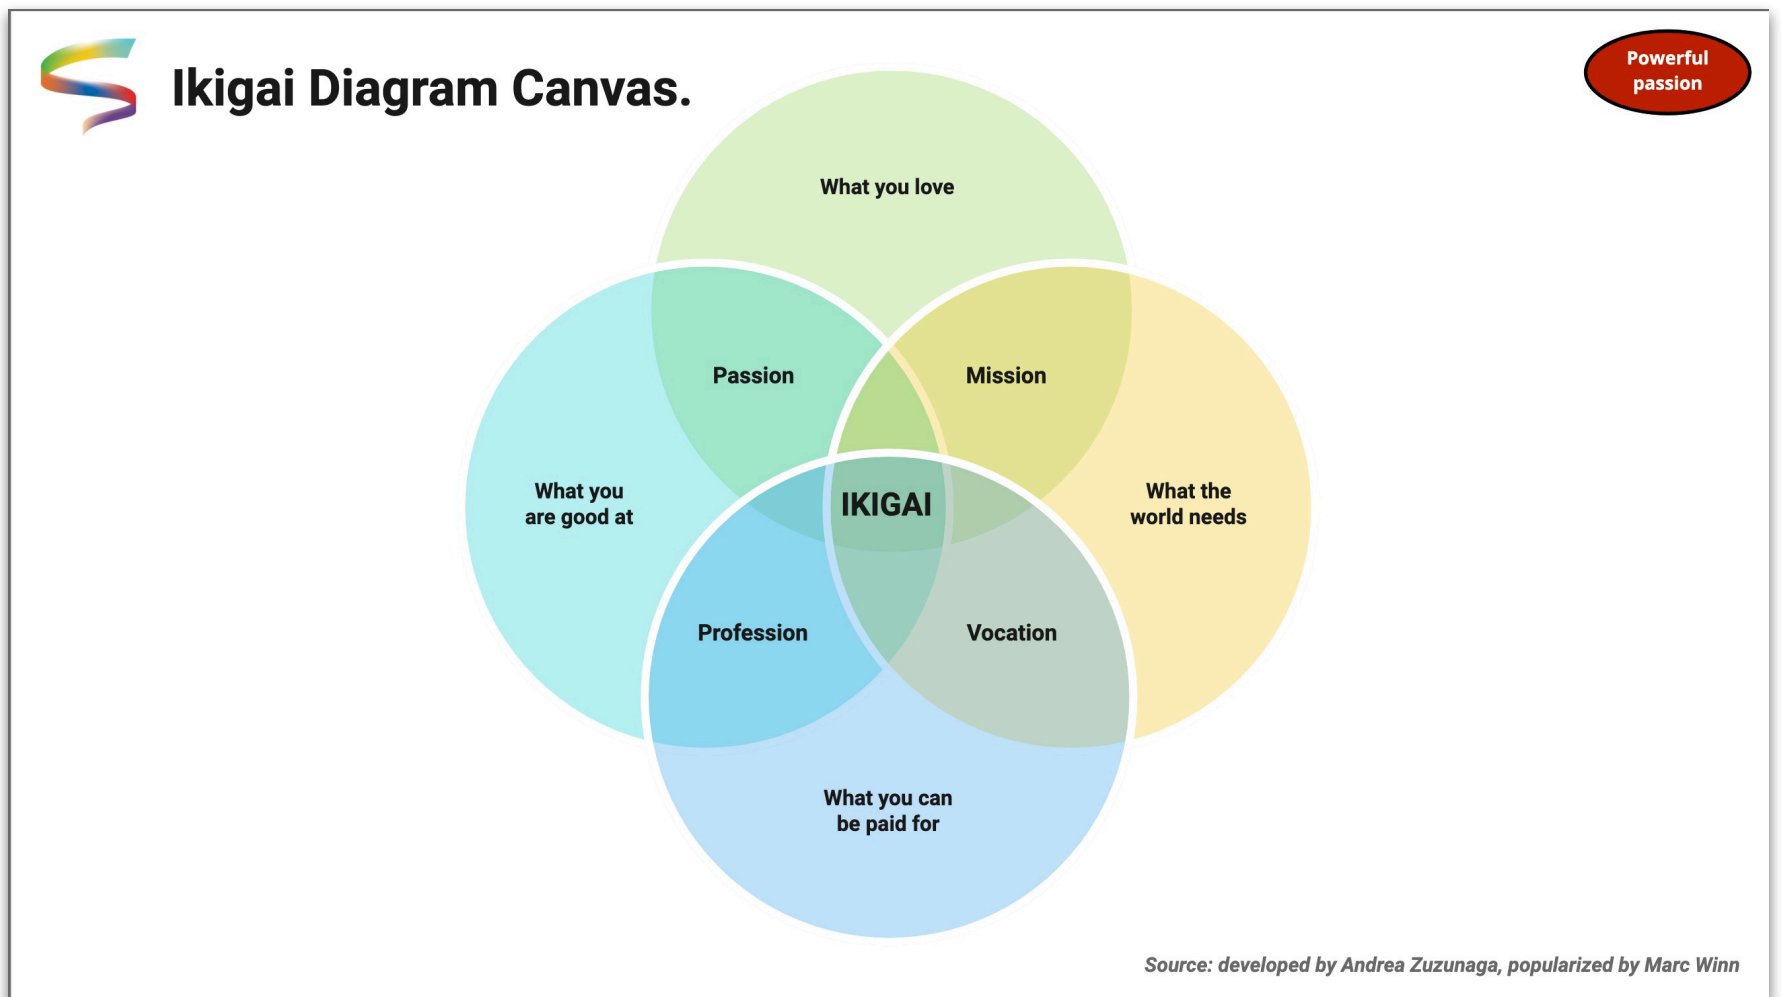 Ikigai Diagram Canvas.
Powerful
passion
What you love
Passion
Mission
What you
are good at
IKIGAI
What the
world needs
Profession
Vocation
What you can
be paid for
Source: developed by Andrea Zuzunaga, popularized by Marc Winn